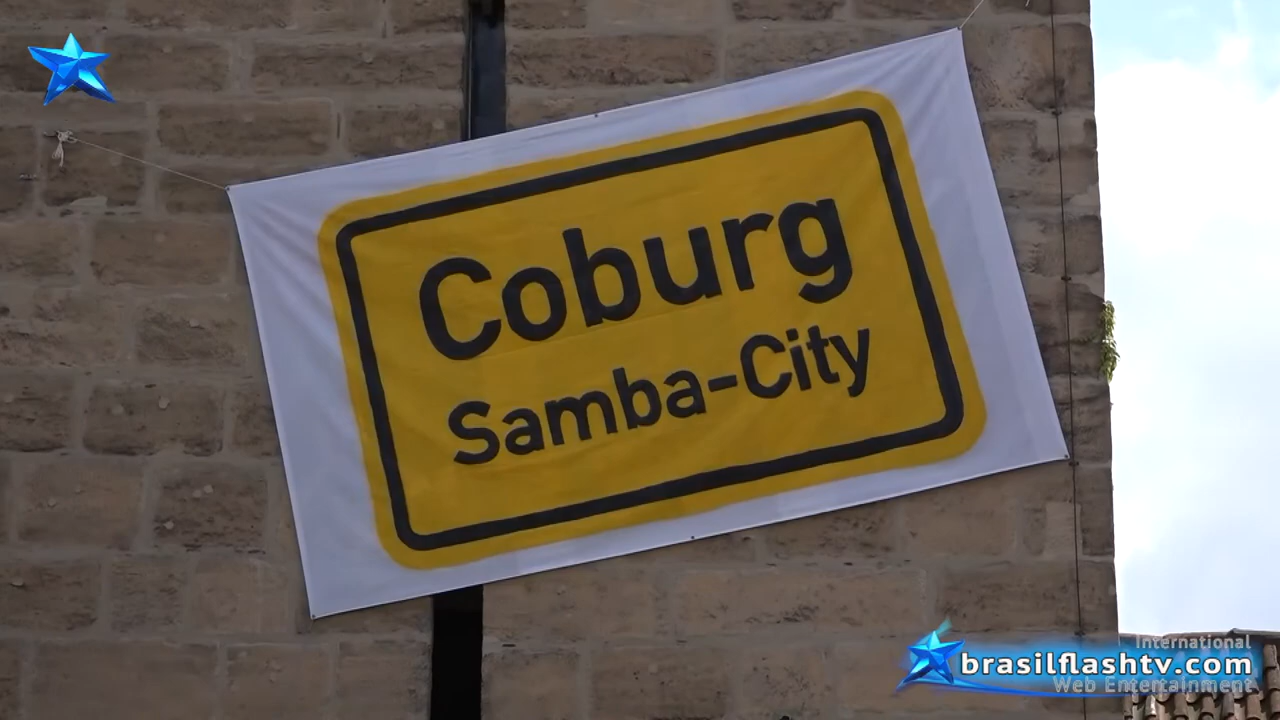 Coburg
Samba-City
International
brasilflashtv.com
Web Entertainment